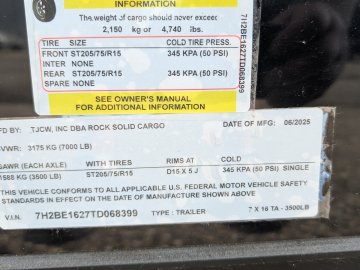 INFORMATION
The weight of cargo should never exceed
2,150 kg or 4,740 lbs.
TIRE SIZE COLD TIRE PRESS.
FRONT ST205/75/R15 345 KPA (50 PSI)
INTER NONE
REAR ST205/75/R15 345 KPA (50 PSI)
SPARE NONE
SEE OWNER'S MANUAL
FOR ADDITIONAL INFORMATION
7H2BE1627TD068399
FD BY: TJCW, INC DBA ROCK SOLID CARGO DATE OF MFG: 06/2025
GVWR: 3175 KG (7000 LB)
GAWR (EACH AXLE) WITH TIRES RIMS AT COLD
1588 KG (3500 LB) ST205/75/R15 D15 X 5 J 345 KPA (50 PSI) SINGLE
THIS VEHICLE CONFORMS TO ALL APPLICABLE U.S. FEDERAL MOTOR VEHICLE SAFETY
STANDARDS IN EFFECT ON THE DATE OF MANUFACTURE SHOWN ABOVE
V.I.N. 7H2BE1627TD068399 TYPE: TRAILER 7 X 16 TA - 3500LB